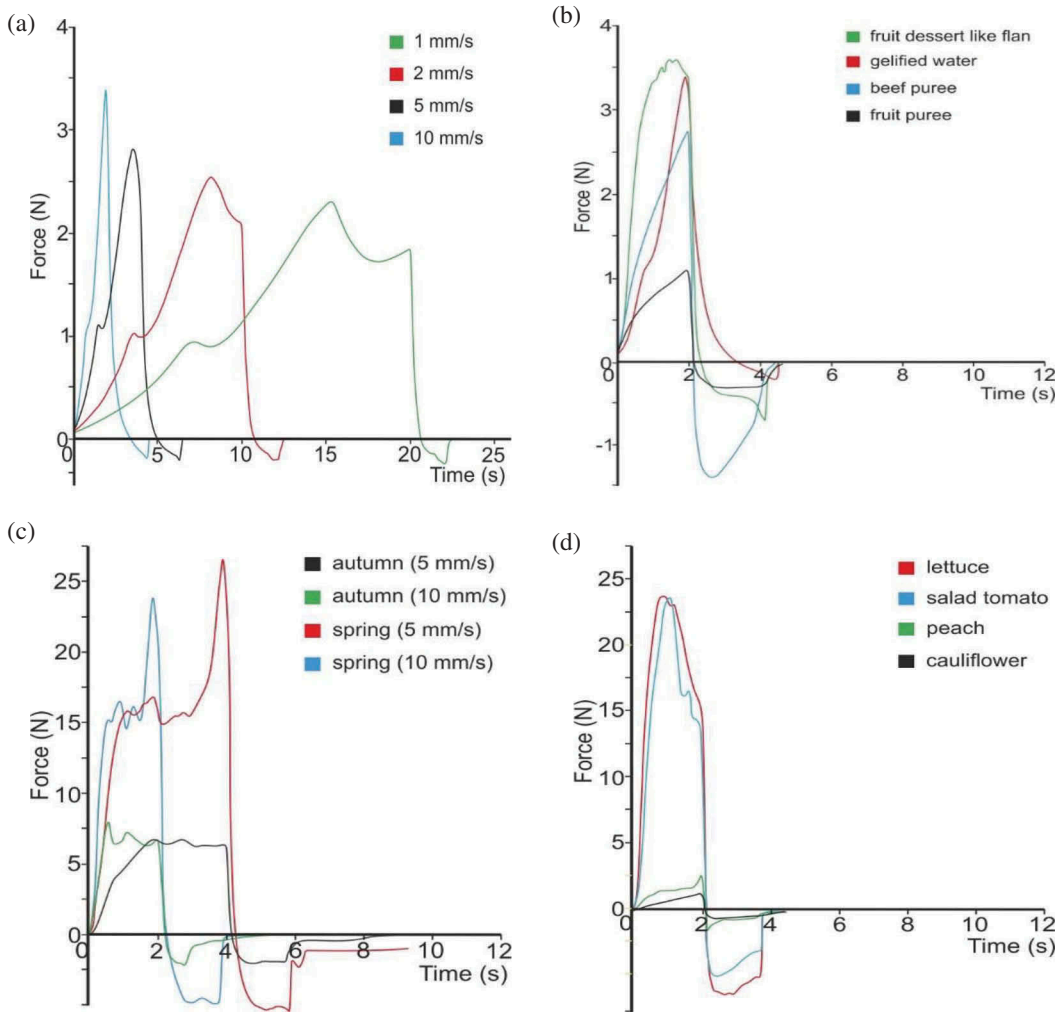 (a)
4
3
2
1
0
Force (N)
1 mm/s
2 mm/s
5 mm/s
10 mm/s
0
5
10
15
20
25
Time (s)
(b)
4
3
2
1
0
-1
Force (N)
fruit dessert like flan
gelified water
beef puree
fruit puree
0
2
4
6
8
10
12
Time (s)
(c)
25
20
15
10
5
0
Force (N)
autumn (5 mm/s)
autumn (10 mm/s)
spring (5 mm/s)
spring (10 mm/s)
0
2
4
6
8
10
12
Time (s)
(d)
25
20
15
10
5
0
Force (N)
lettuce
salad tomato
peach
cauliflower
0
2
4
6
8
10
12
Time (s)